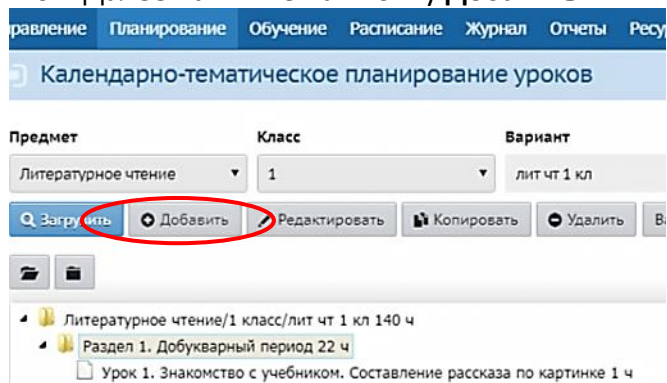 Управление Планирование Обучение Расписание Журнал Отчеты
Календарно-тематическое планирование уроков
Предмет Класс Вариант
Литературное чтение 1 лит чт 1 кл
Загрузить Добавить Редактировать Копировать Удалить
Литературное чтение/1 класс/лит чт 1 кл 140 ч
Раздел 1. Добукварный период 22 ч
Урок 1. Знакомство с учебником. Составление рассказа по картинке 1 ч